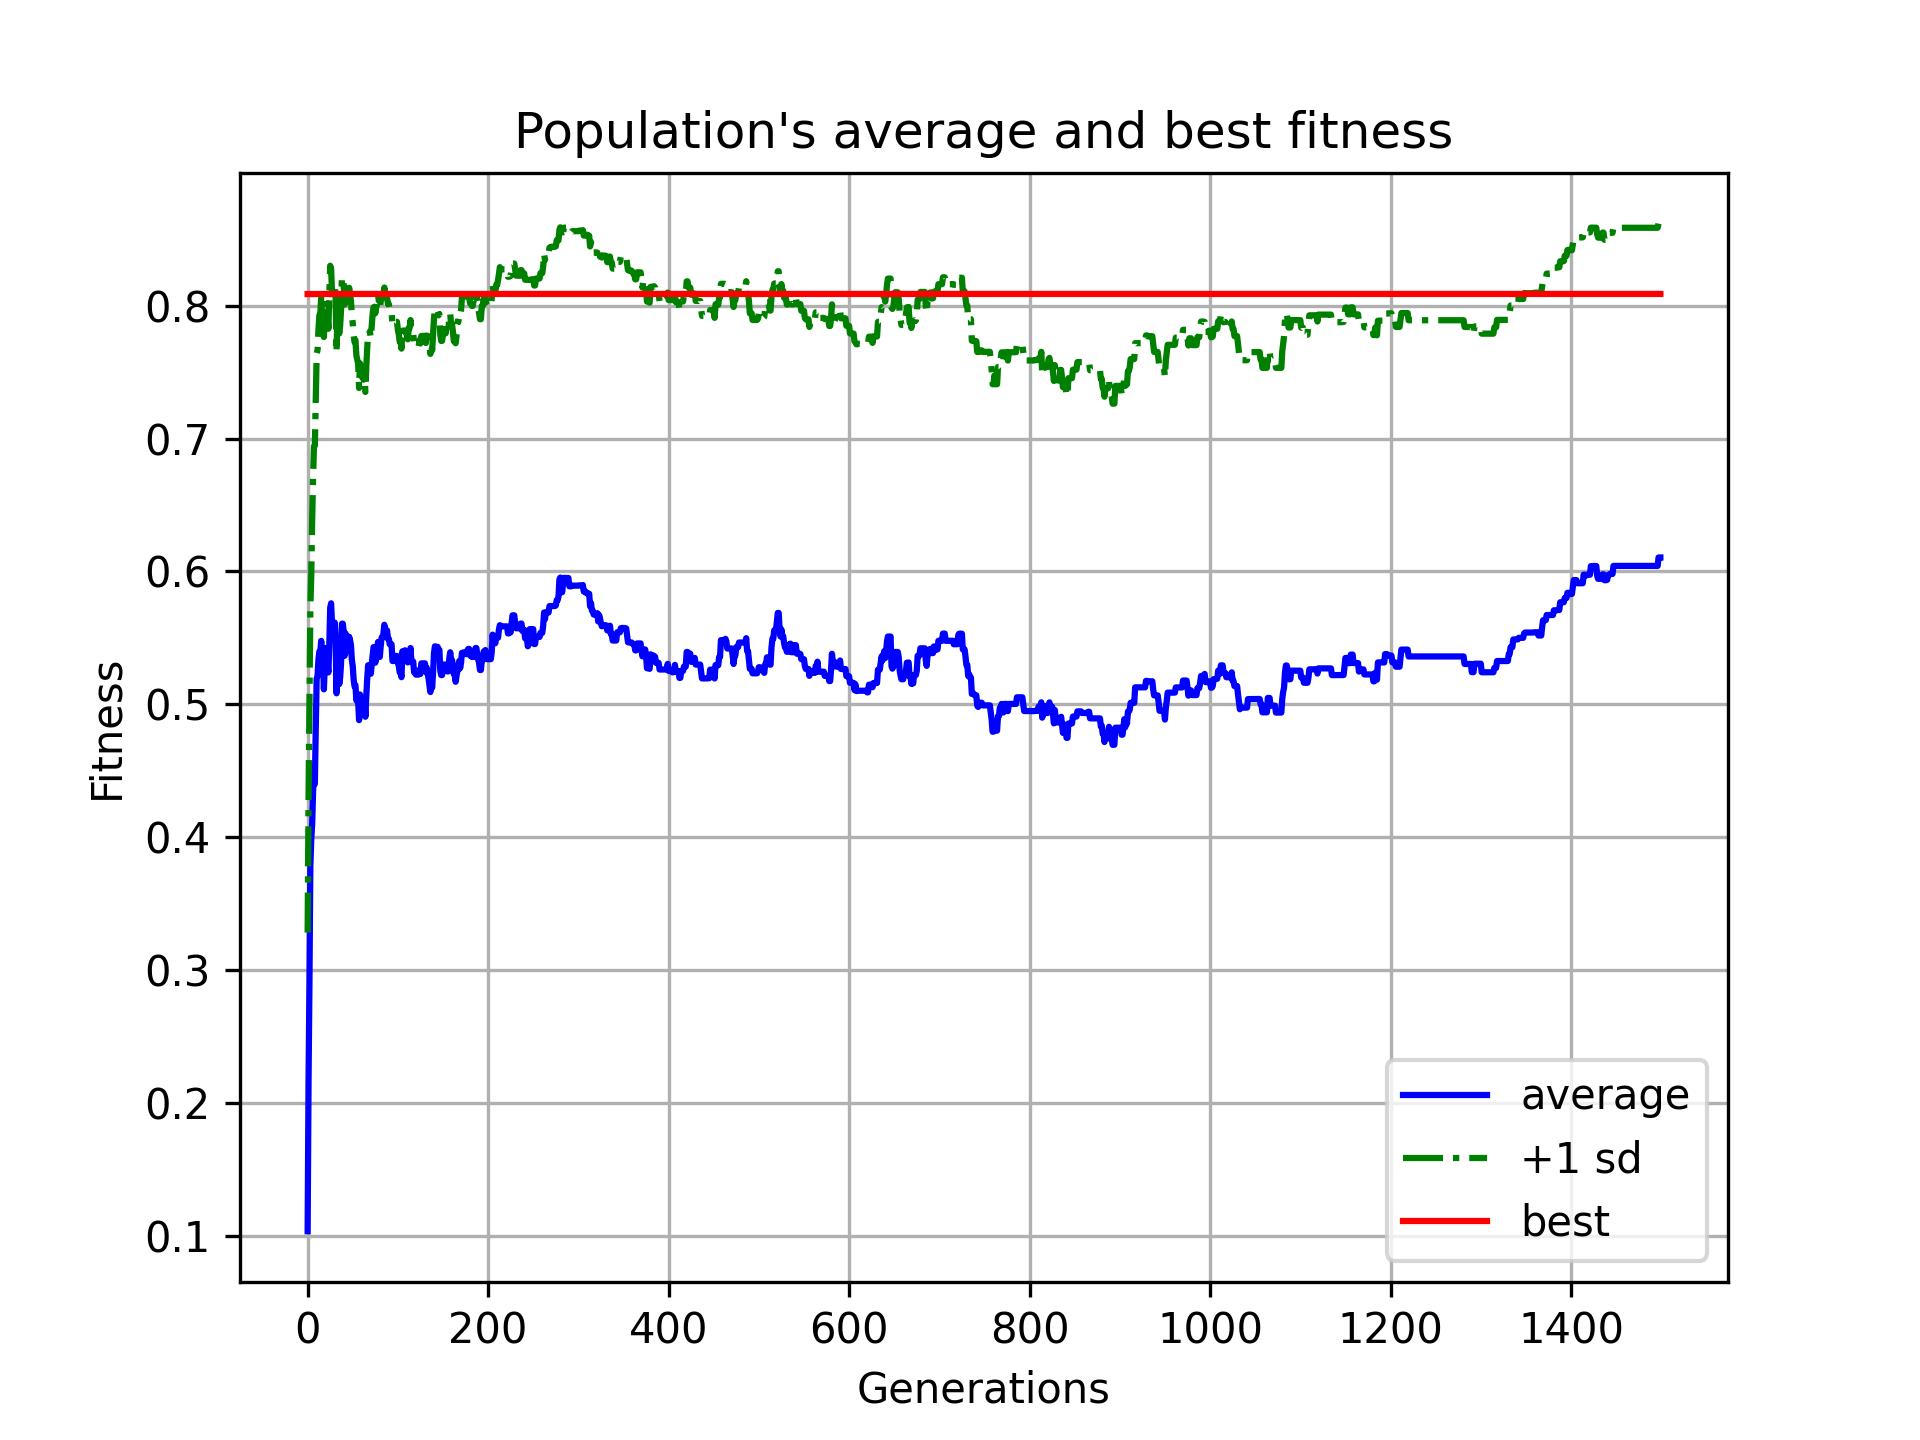 Population's average and best fitness
Fitness
0.8
0.7
0.6
0.5
0.4
0.3
0.2
0.1
0 200 400 600 800 1000 1200 1400
Generations
average
+1 sd
best